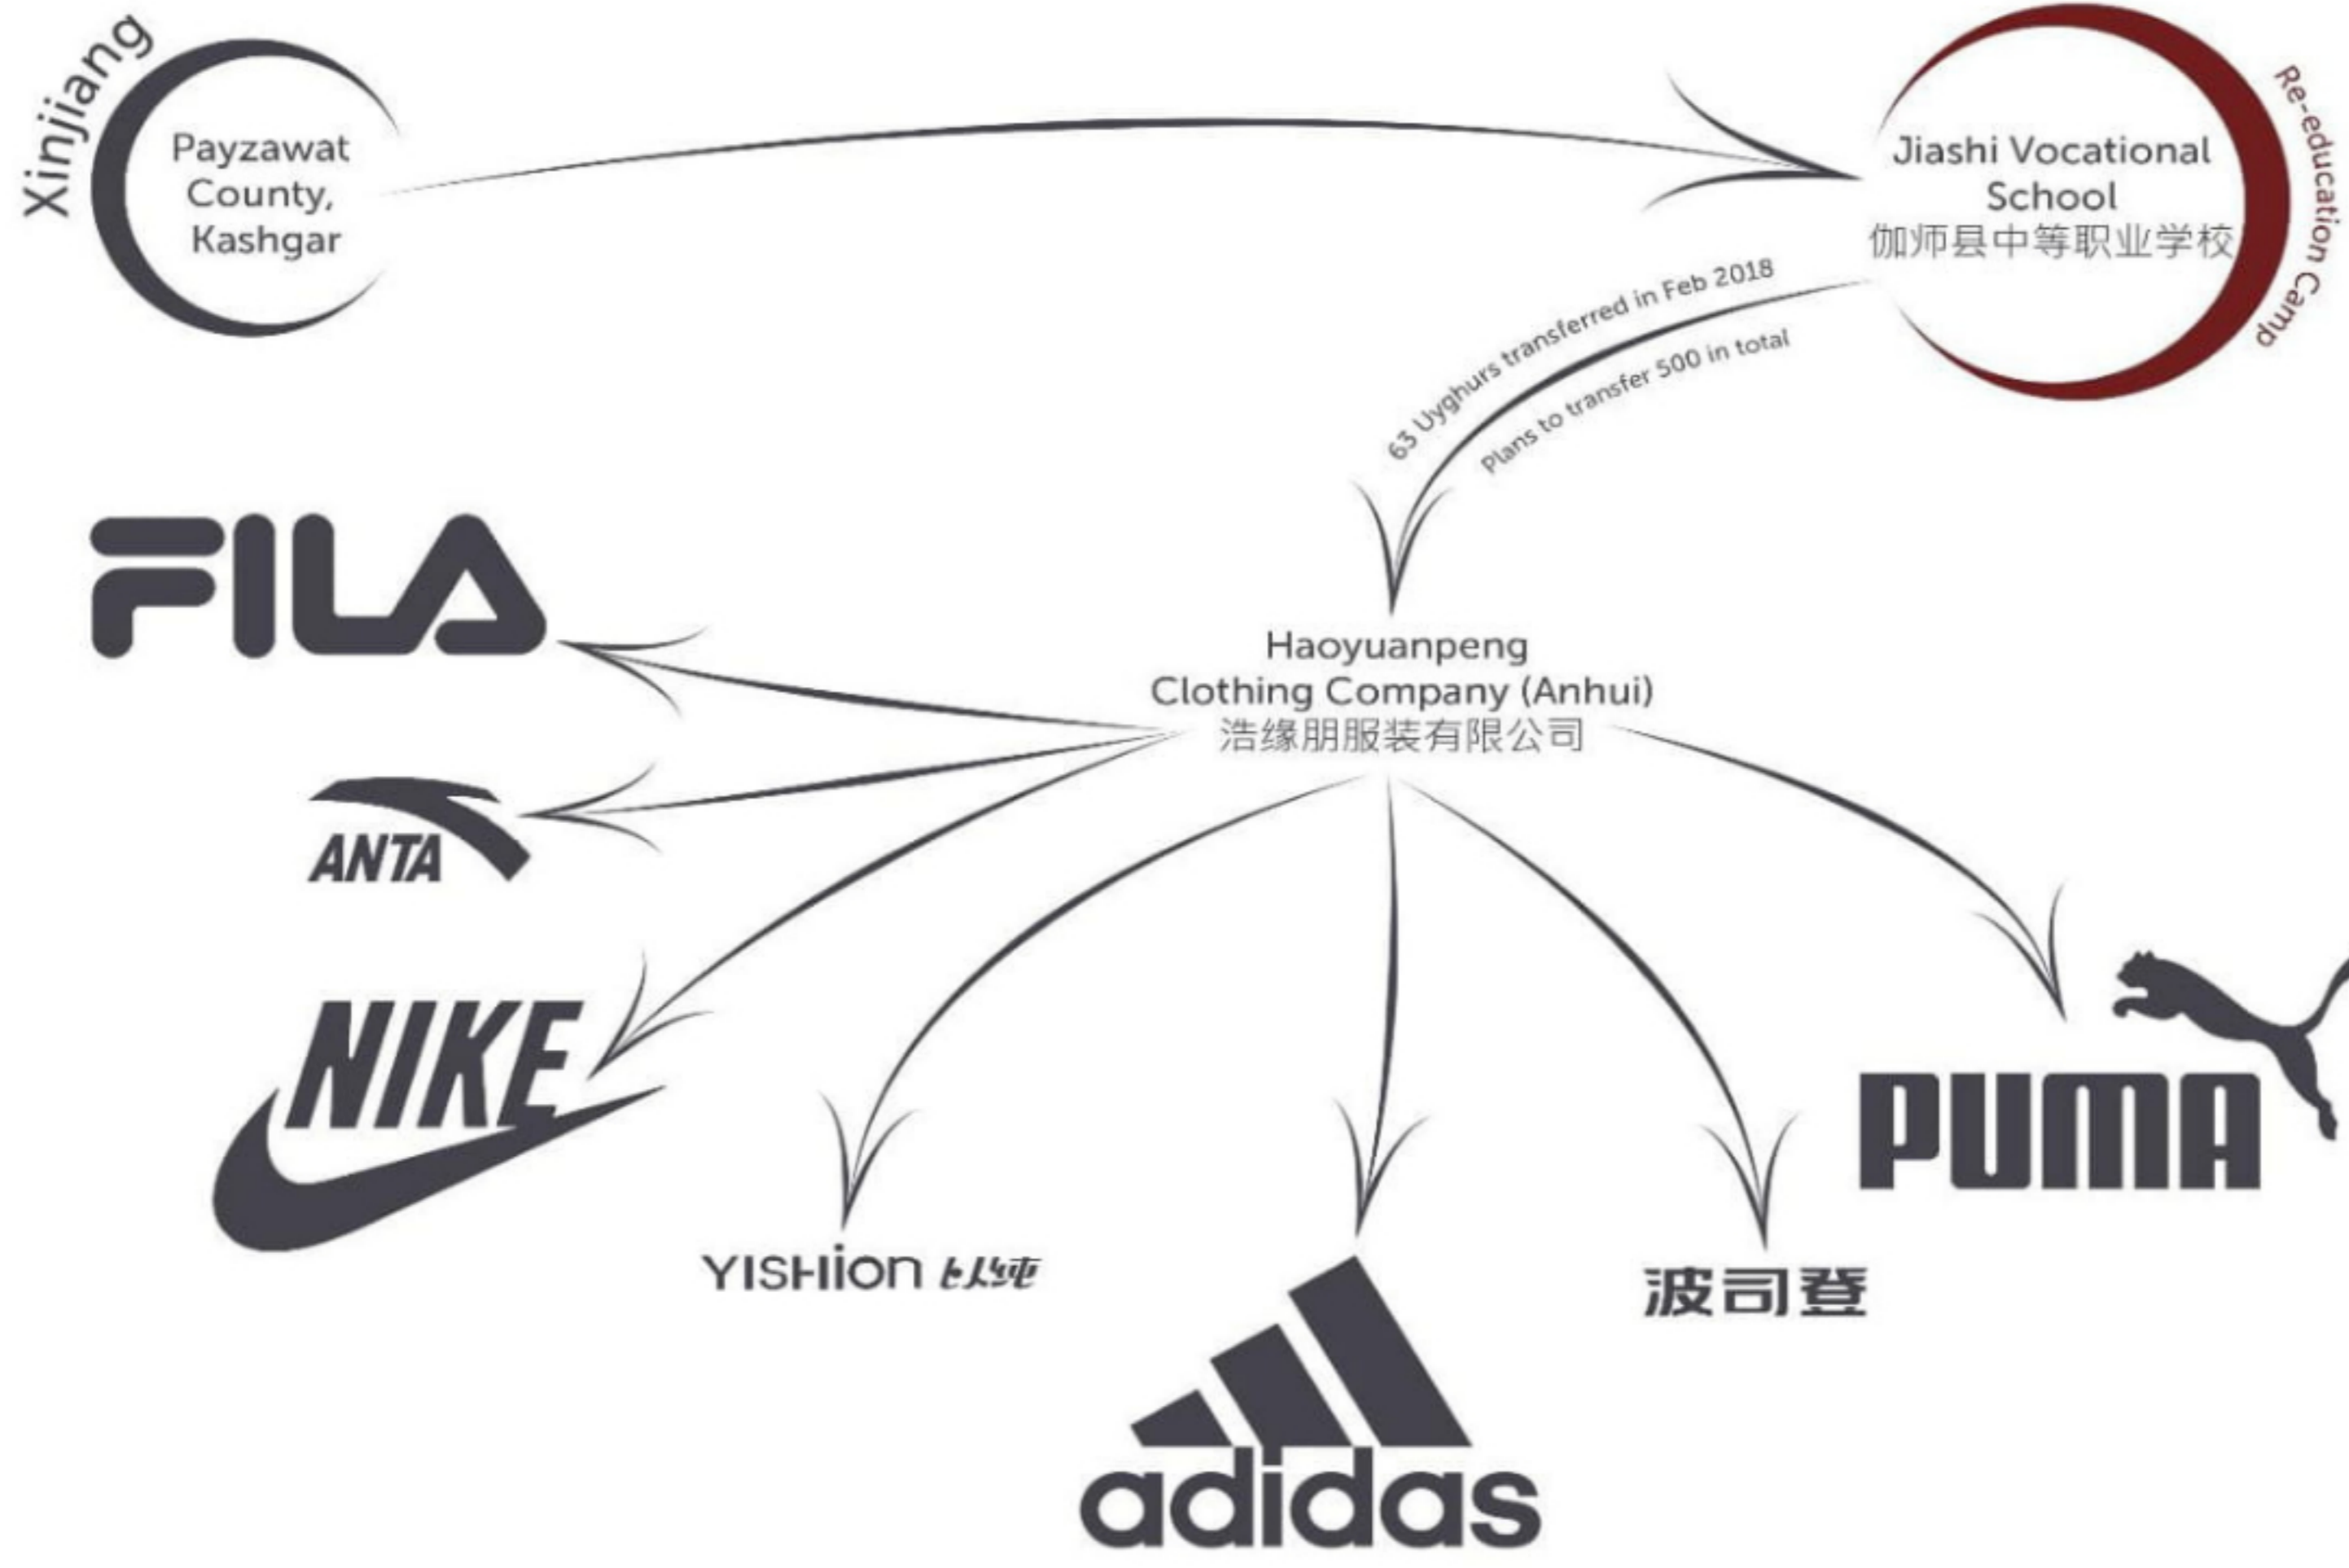 Xinjiang
Payzawat
County,
Kashgar
Jiashi Vocational
School
伽师县中等职业学校
Re-education Camp
63 Uyghurs transferred in Feb 2018
Plans to transfer 500 in total
FILA
Haoyuanpeng
Clothing Company (Anhui)
浩缘朋服装有限公司
ANTA
NIKE
PUMA
YISHion 以纯
波司登
adidas